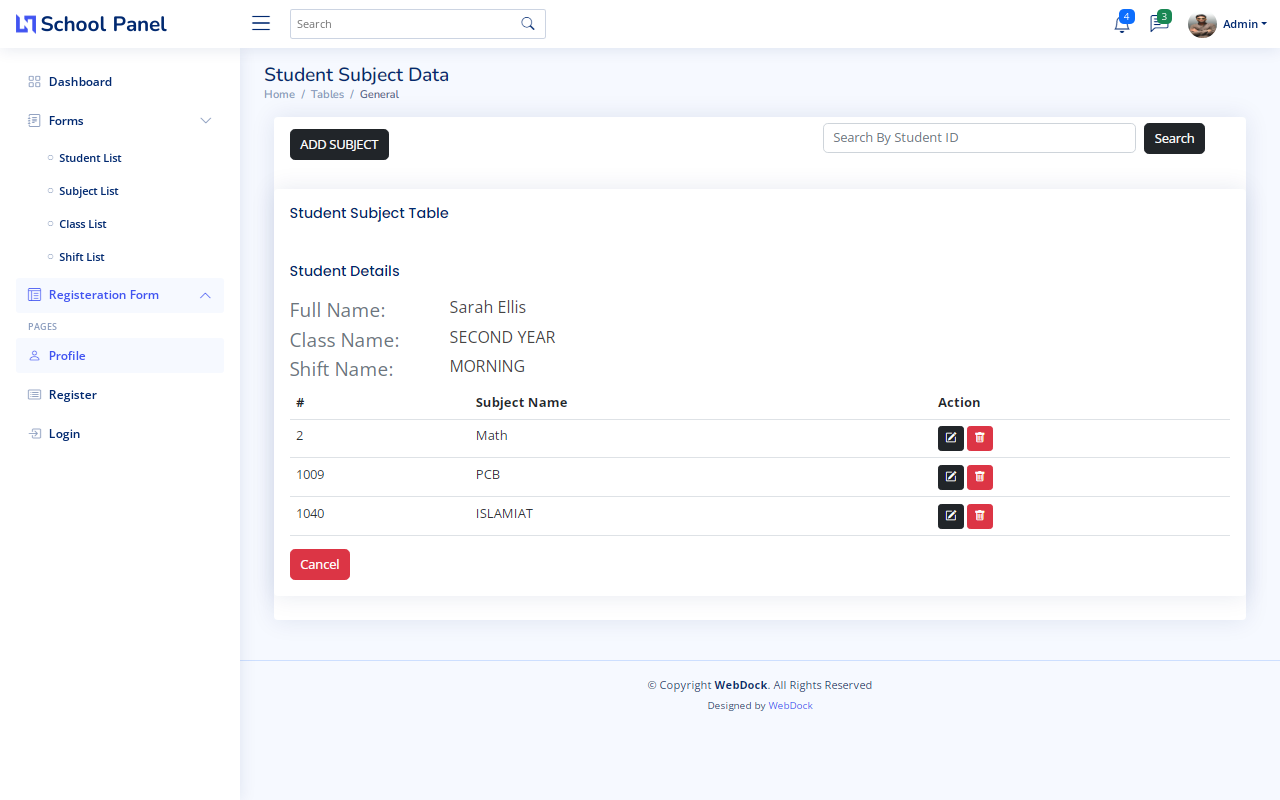 School Panel
Search
4
3
Admin
Dashboard
Forms
Student List
Subject List
Class List
Shift List
Registeration Form
PAGES
Profile
Register
Login
Student Subject Data
Home / Tables / General
ADD SUBJECT
Search By Student ID
Search
Student Subject Table
Student Details
Full Name: Sarah Ellis
Class Name: SECOND YEAR
Shift Name: MORNING
# Subject Name Action
2 Math
1009 PCB
1040 ISLAMIAT
Cancel
© Copyright WebDock. All Rights Reserved
Designed by WebDock